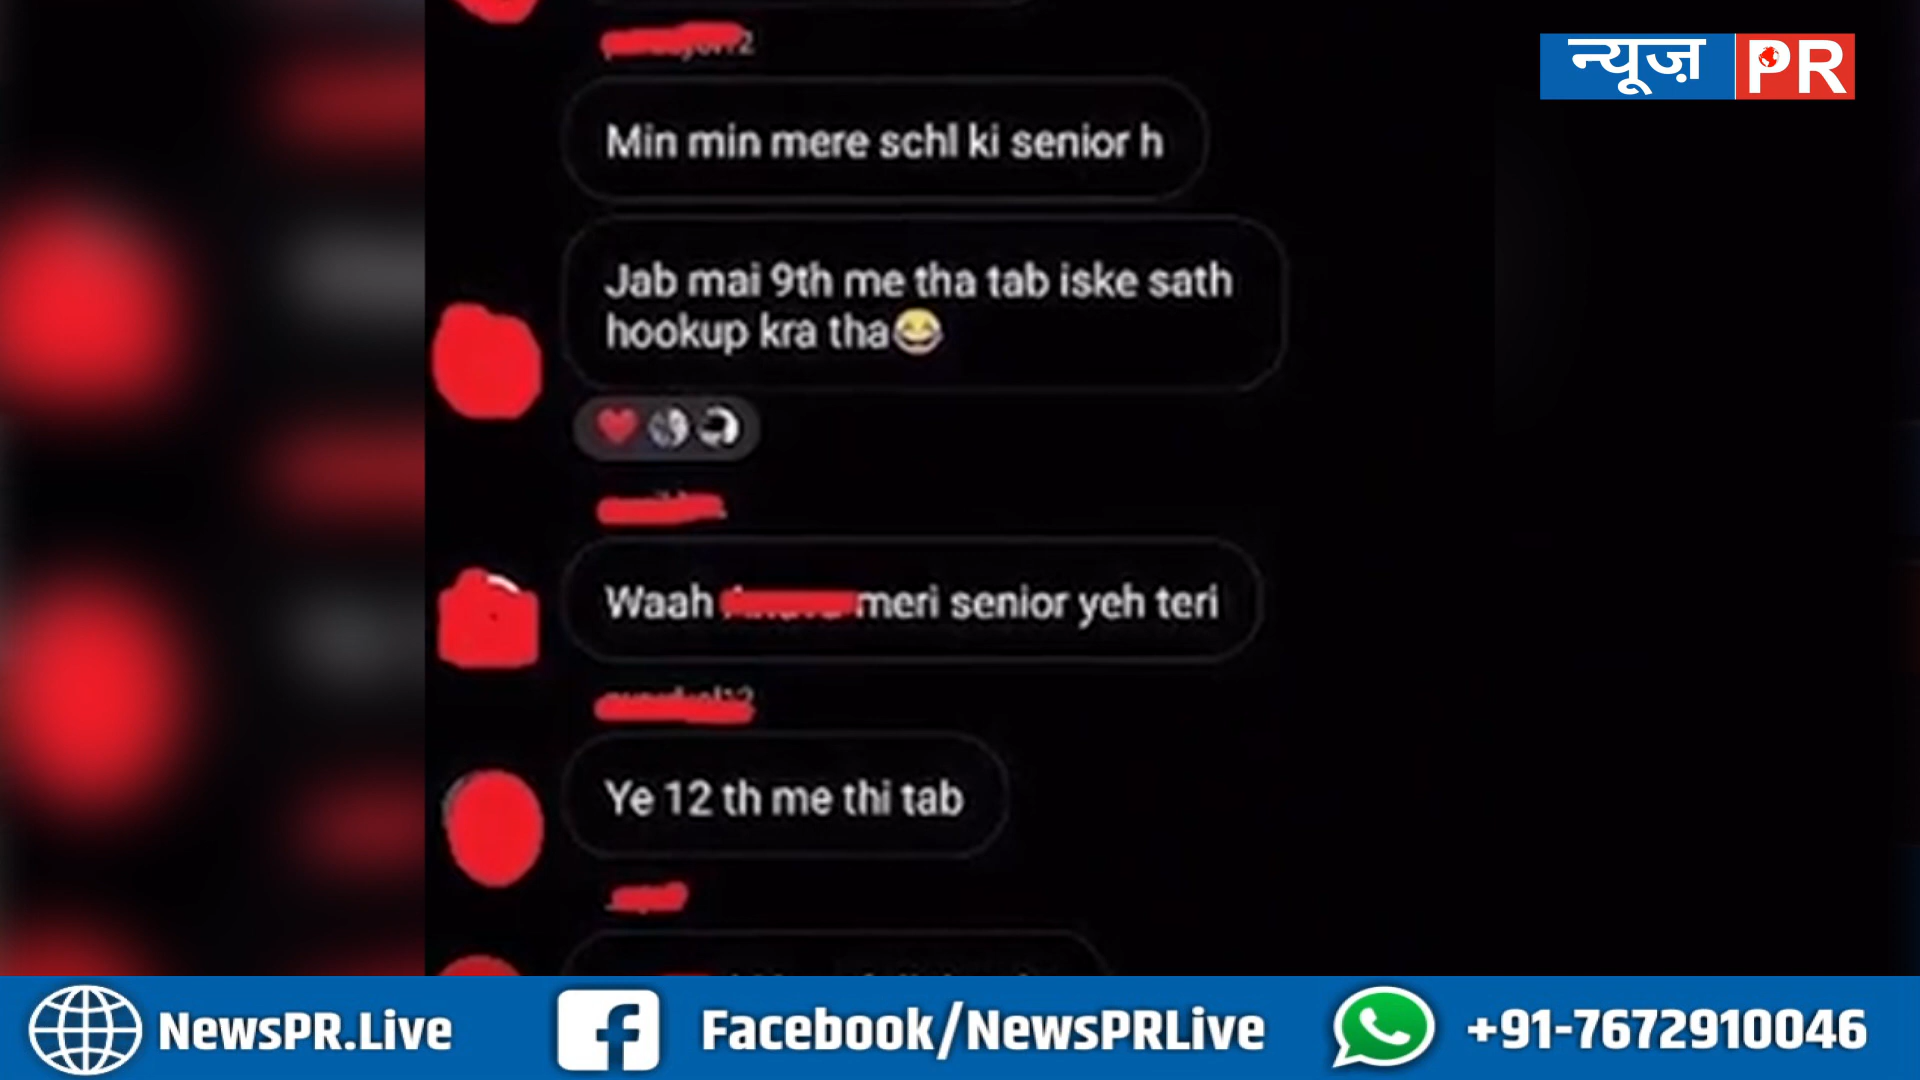 न्यूज़ PR
Min min mere schl ki senior h
Jab mai 9th me tha tab iske sath
hookup kra tha😂
Waah meri senior yeh teri
Ye 12 th me thi tab
NewsPR.Live
Facebook/NewsPRLive
+91-7672910046